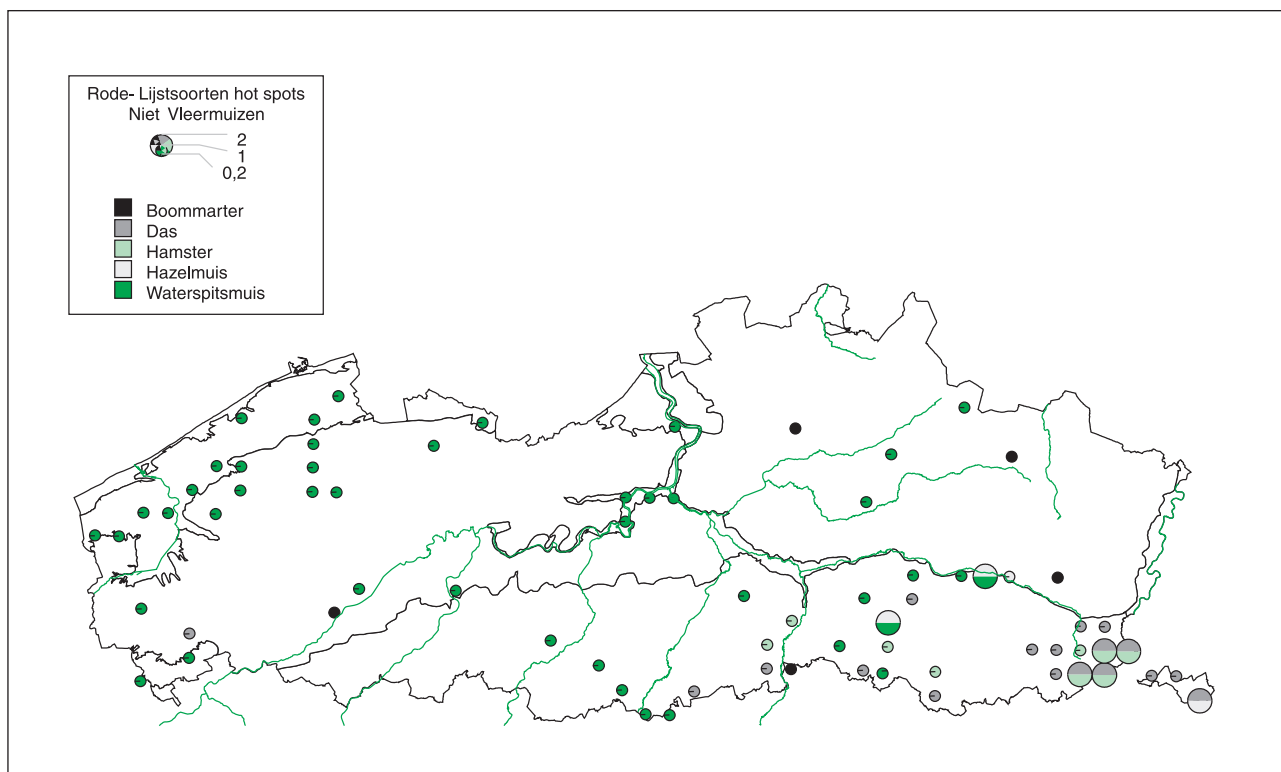 Rode- Lijstsoorten hot spots
Niet Vleermuizen
2
1
0,2
Boommarter
Das
Hamster
Hazelmuis
Waterspitsmuis